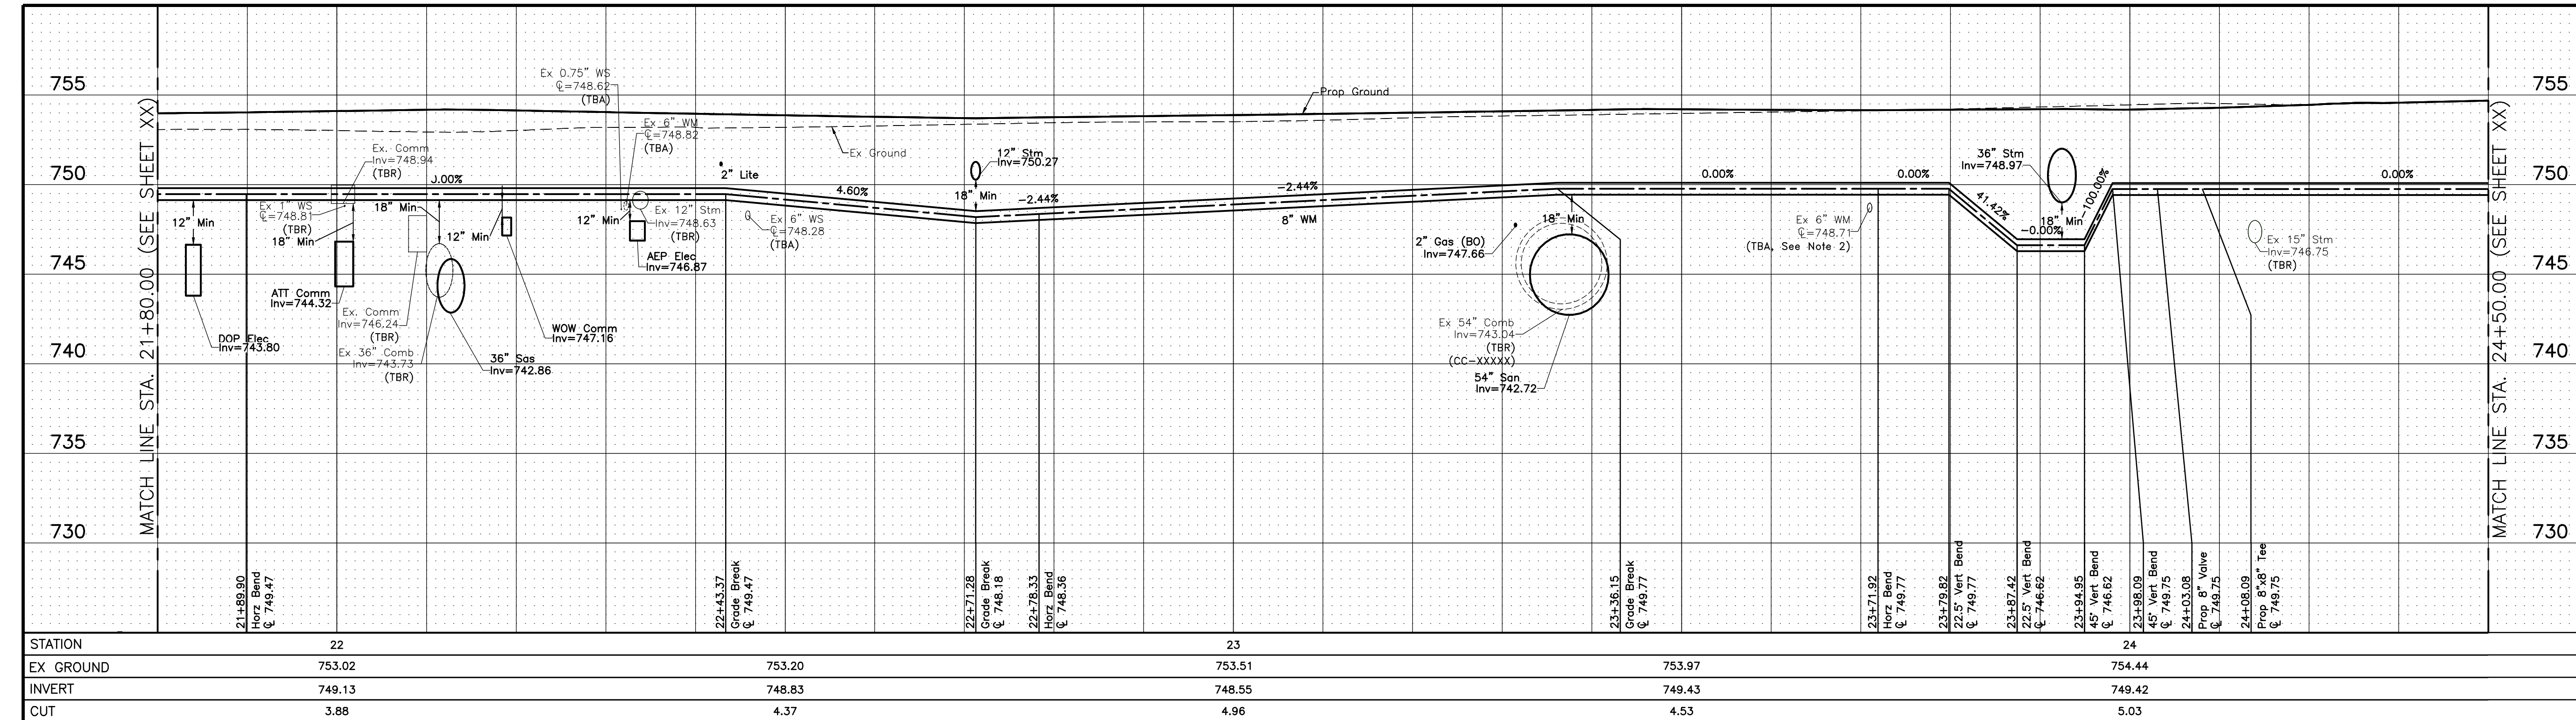 755
750
745
740
735
730
MATCH LINE STA. 21+80.00 (SEE SHEET XX)
12" Min
DOP Elec
Inv=743.80
Ex 1" WS
℄=748.81
(TBR)
18" Min
ATT Comm
Inv=744.32
Ex. Comm
Inv=748.94
(TBR)
18" Min
Ex. Comm
Inv=746.24
(TBR)
Ex 36" Comb
Inv=743.73
(TBR)
36" Sas
Inv=742.86
12" Min
WOW Comm
Inv=747.16
Ex 0.75" WS
℄=748.62
(TBA)
Ex 6" WM
℄=748.82
(TBA)
12" Min
Ex 12" Stm
Inv=748.63
(TBR)
AEP Elec
Inv=746.87
2" Lite
Ex 6" WS
℄=748.28
(TBA)
Ex Ground
4.60%
12" Stm
Inv=750.27
18" Min
-2.44%
-2.44%
8" WM
Prop Ground
2" Gas (BO)
Inv=747.66
18" Min
Ex 54" Comb
Inv=743.04
(TBR)
(CC-XXXXX)
54" San
Inv=742.72
0.00%
Ex 6" WM
℄=748.71
(TBA, See Note 2)
0.00%
41.42%
36" Stm
Inv=748.97
18" Min
-0.00%
-100.00%
Ex 15" Stm
Inv=746.75
(TBR)
0.00%
MATCH LINE STA. 24+50.00 (SEE SHEET XX)
755
750
745
740
735
730
21+89.90
Horz Bend
℄ 749.47
22+43.37
Grade Break
℄ 749.47
22+71.28
Grade Break
℄ 748.18
22+78.33
Horz Bend
℄ 748.36
23+36.15
Grade Break
℄ 749.77
23+71.92
Horz Bend
℄ 749.77
23+79.82
22.5° Vert Bend
℄ 749.77
23+87.42
22.5° Vert Bend
℄ 746.62
23+94.95
45° Vert Bend
℄ 746.62
23+98.09
45° Vert Bend
℄ 749.75
24+03.08
Prop 8" Valve
℄ 749.75
24+08.09
Prop 8"x8" Tee
℄ 749.75
STATION 22 23 24
EX GROUND 753.02 753.20 753.51 753.97 754.44
INVERT 749.13 748.83 748.55 749.43 749.42
CUT 3.88 4.37 4.96 4.53 5.03